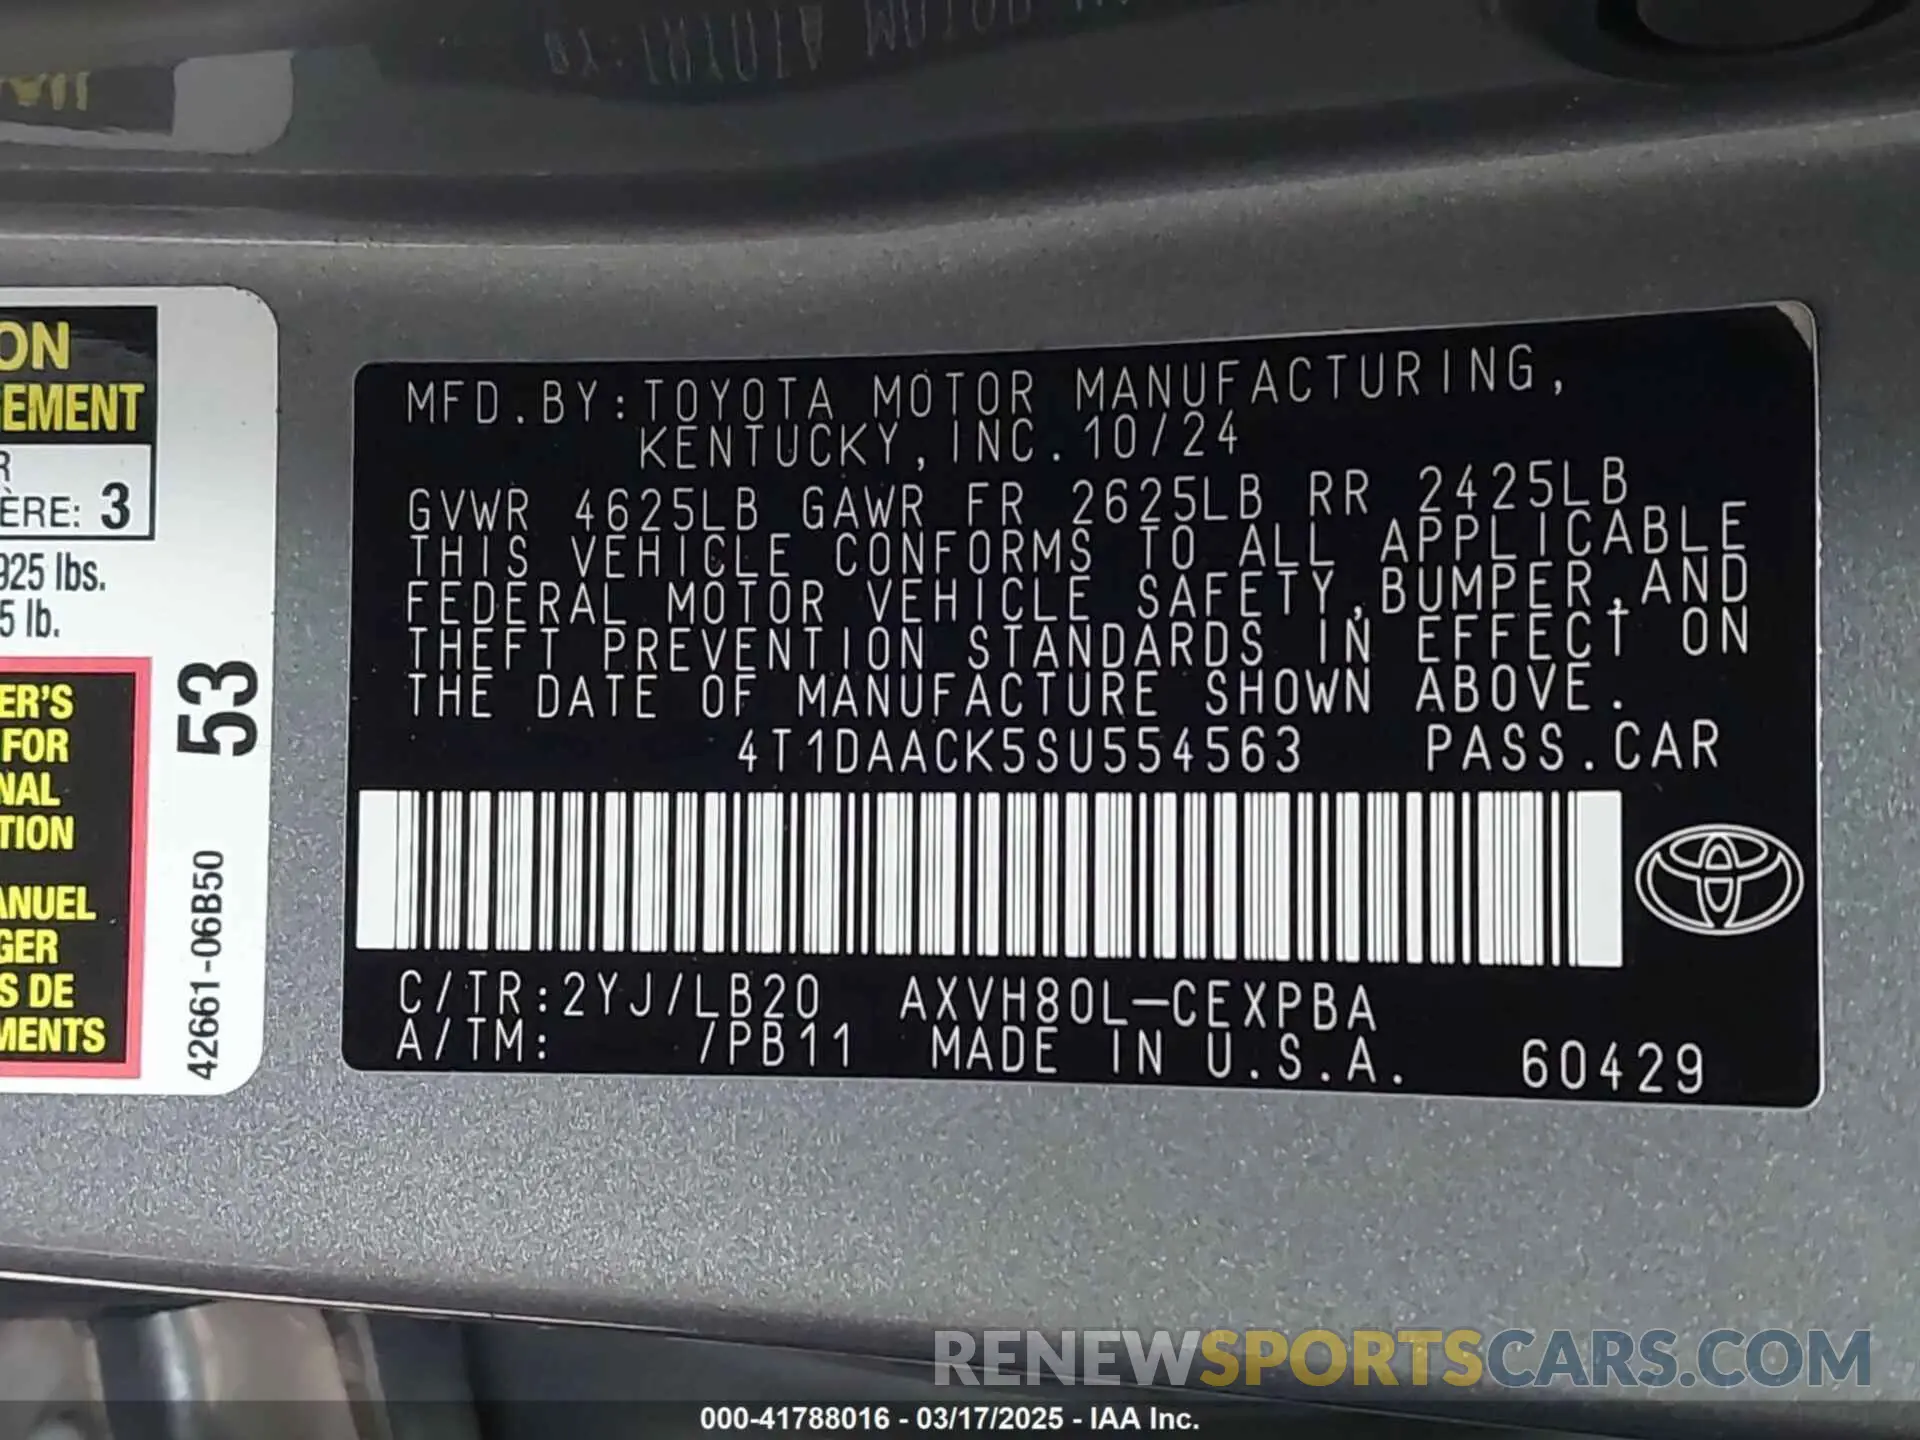 ON
EMENT
R
ÈRE: 3
925 lbs.
5 lb.
ER'S
FOR
NAL
TION
ANUEL
GER
S DE
MENTS
53
42661-06B50
MFD.BY:TOYOTA MOTOR MANUFACTURING,
KENTUCKY,INC.10/24
GVWR 4625LB GAWR FR 2625LB RR 2425LB
THIS VEHICLE CONFORMS TO ALL APPLICABLE
FEDERAL MOTOR VEHICLE SAFETY,BUMPER,AND
THEFT PREVENTION STANDARDS IN EFFECT ON
THE DATE OF MANUFACTURE SHOWN ABOVE.
4T1DAACK5SU554563 PASS.CAR
C/TR:2YJ/LB20 AXVH80L-CEXPBA
A/TM: /PB11 MADE IN U.S.A. 60429
RENEWSPORTSCARS.COM
000-41788016 - 03/17/2025 - IAA Inc.